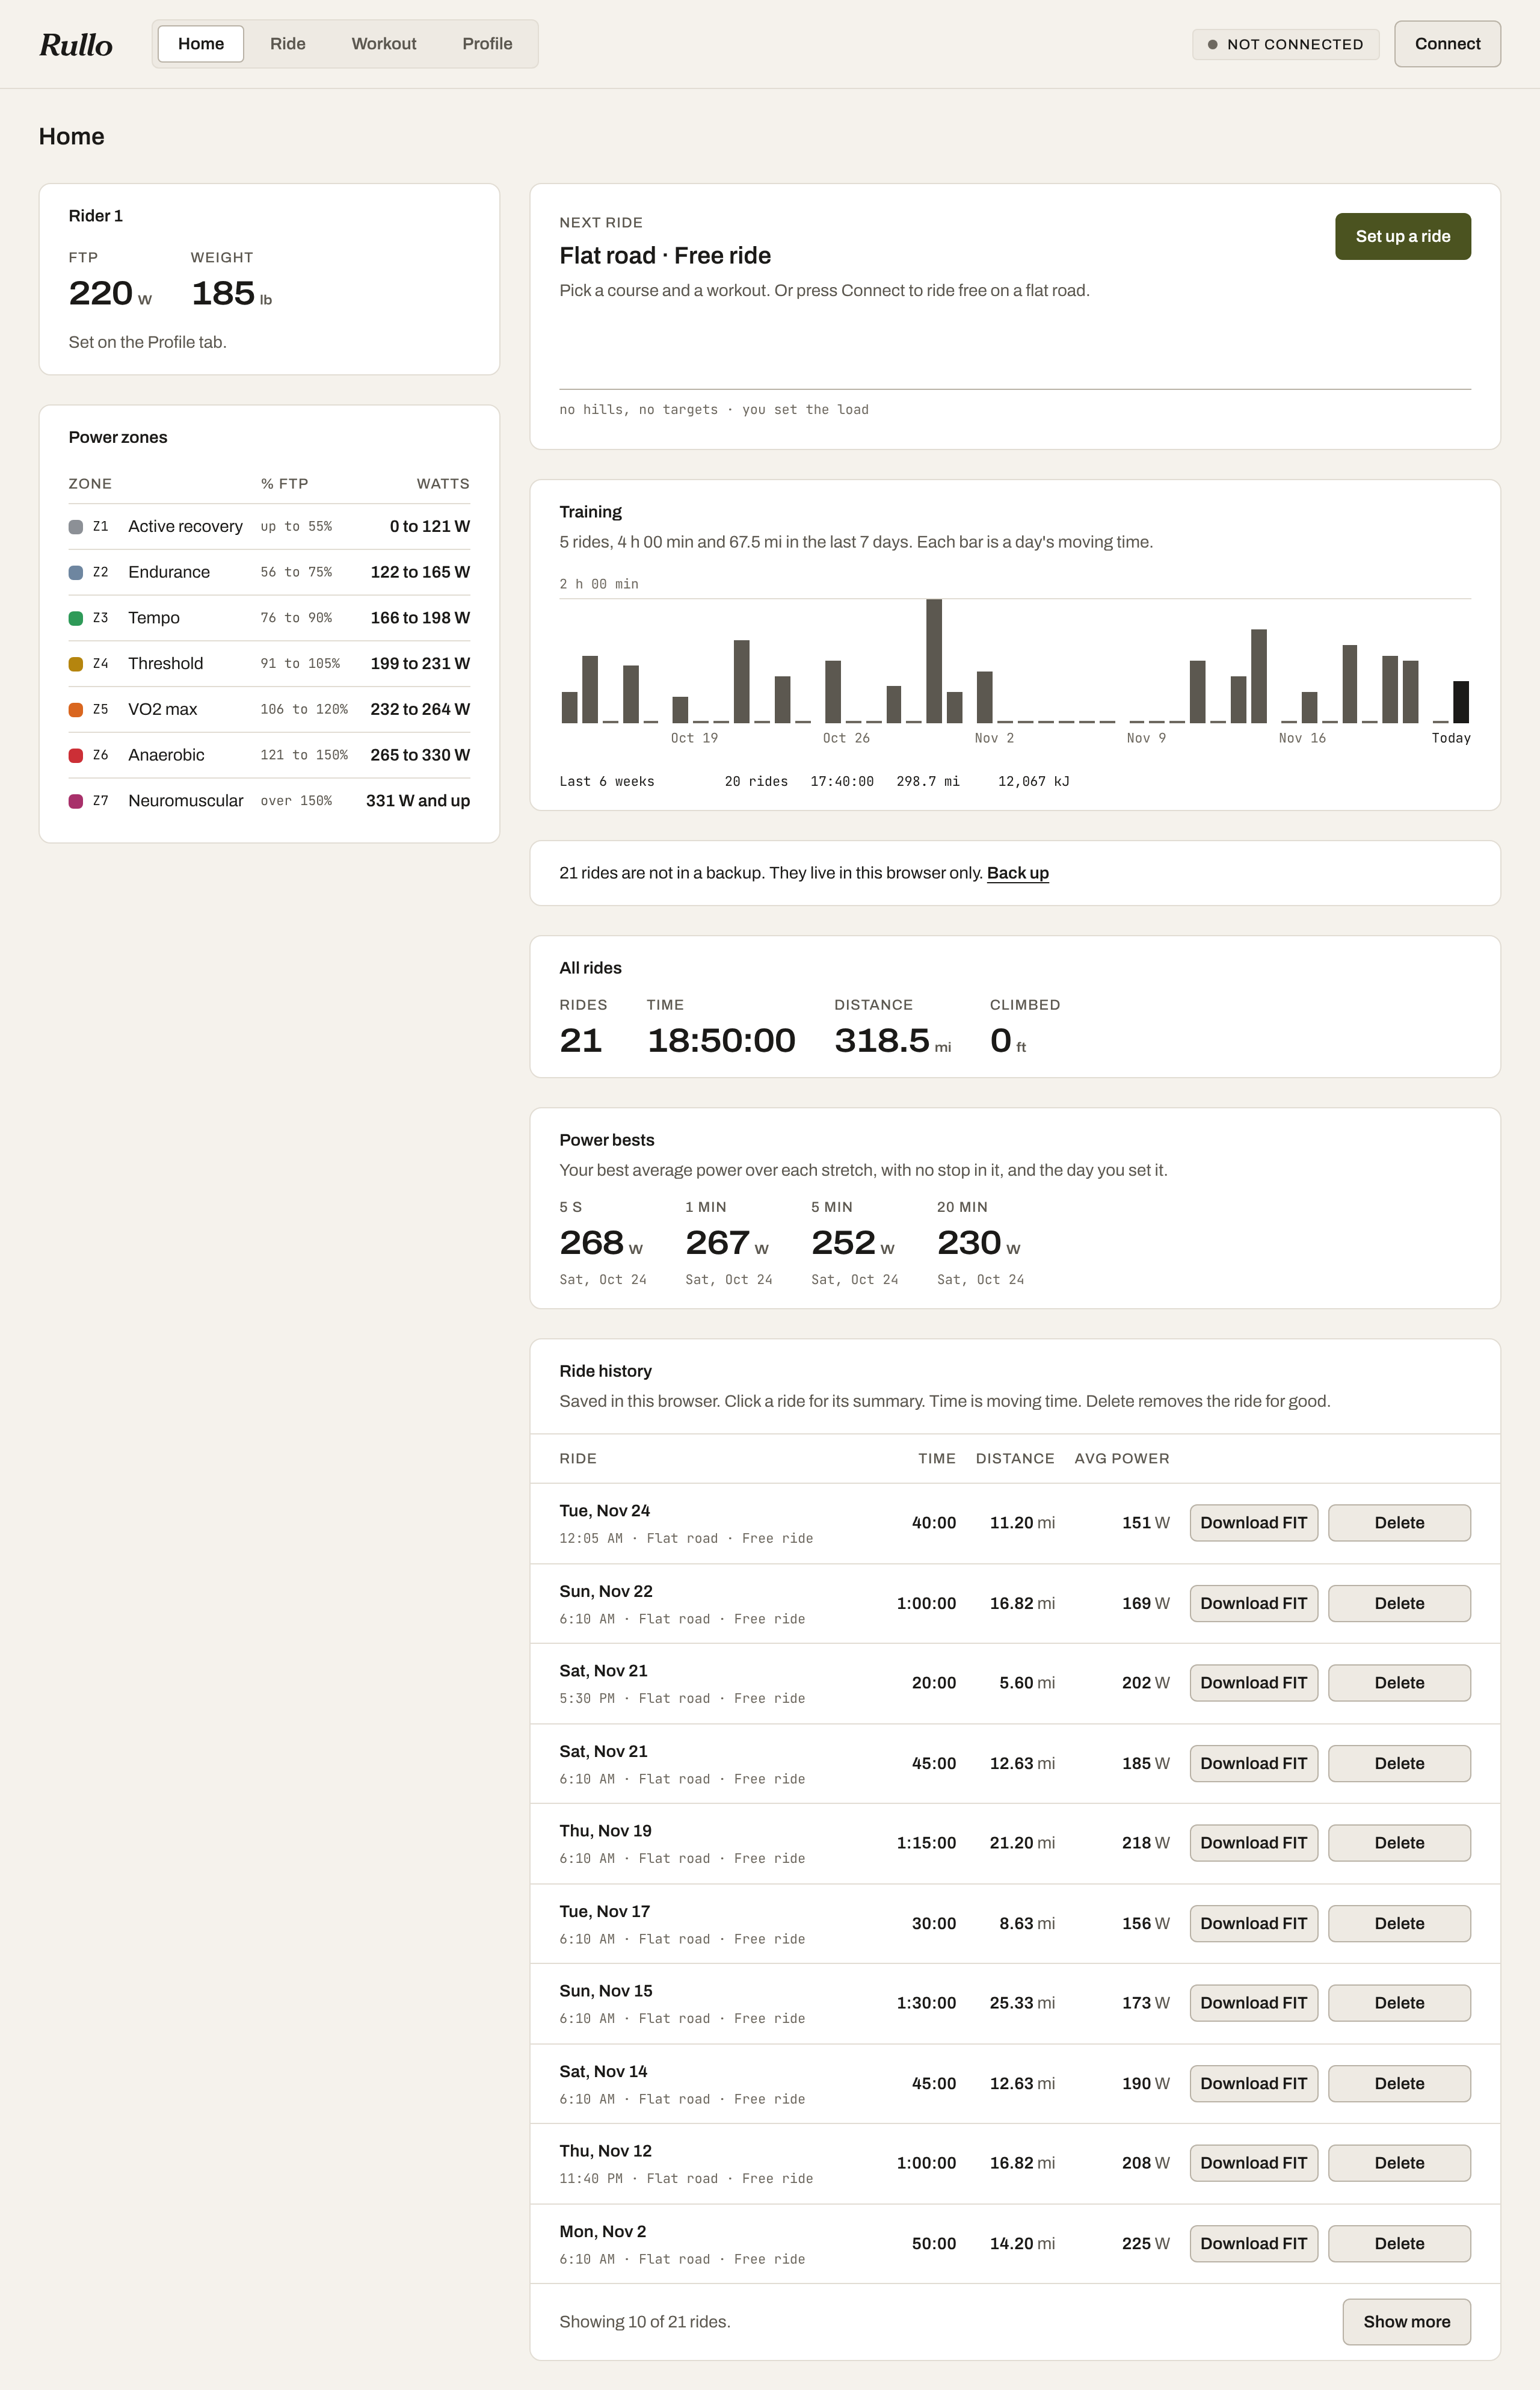 Rullo
Home Ride Workout Profile
NOT CONNECTED
Connect
Home
Rider 1
FTP WEIGHT
220 W 185 lb
Set on the Profile tab.
Power zones
ZONE % FTP WATTS
Z1 Active recovery up to 55% 0 to 121 W
Z2 Endurance 56 to 75% 122 to 165 W
Z3 Tempo 76 to 90% 166 to 198 W
Z4 Threshold 91 to 105% 199 to 231 W
Z5 VO2 max 106 to 120% 232 to 264 W
Z6 Anaerobic 121 to 150% 265 to 330 W
Z7 Neuromuscular over 150% 331 W and up
NEXT RIDE
Flat road · Free ride
Pick a course and a workout. Or press Connect to ride free on a flat road.
Set up a ride
no hills, no targets · you set the load
Training
5 rides, 4 h 00 min and 67.5 mi in the last 7 days. Each bar is a day's moving time.
2 h 00 min
Oct 19 Oct 26 Nov 2 Nov 9 Nov 16 Today
Last 6 weeks 20 rides 17:40:00 298.7 mi 12,067 kJ
21 rides are not in a backup. They live in this browser only. Back up
All rides
RIDES TIME DISTANCE CLIMBED
21 18:50:00 318.5 mi 0 ft
Power bests
Your best average power over each stretch, with no stop in it, and the day you set it.
5 S 1 MIN 5 MIN 20 MIN
268 W 267 W 252 W 230 W
Sat, Oct 24 Sat, Oct 24 Sat, Oct 24 Sat, Oct 24
Ride history
Saved in this browser. Click a ride for its summary. Time is moving time. Delete removes the ride for good.
RIDE TIME DISTANCE AVG POWER
Tue, Nov 24
12:05 AM · Flat road · Free ride
40:00 11.20 mi 151 W Download FIT Delete
Sun, Nov 22
6:10 AM · Flat road · Free ride
1:00:00 16.82 mi 169 W Download FIT Delete
Sat, Nov 21
5:30 PM · Flat road · Free ride
20:00 5.60 mi 202 W Download FIT Delete
Sat, Nov 21
6:10 AM · Flat road · Free ride
45:00 12.63 mi 185 W Download FIT Delete
Thu, Nov 19
6:10 AM · Flat road · Free ride
1:15:00 21.20 mi 218 W Download FIT Delete
Tue, Nov 17
6:10 AM · Flat road · Free ride
30:00 8.63 mi 156 W Download FIT Delete
Sun, Nov 15
6:10 AM · Flat road · Free ride
1:30:00 25.33 mi 173 W Download FIT Delete
Sat, Nov 14
6:10 AM · Flat road · Free ride
45:00 12.63 mi 190 W Download FIT Delete
Thu, Nov 12
11:40 PM · Flat road · Free ride
1:00:00 16.82 mi 208 W Download FIT Delete
Mon, Nov 2
6:10 AM · Flat road · Free ride
50:00 14.20 mi 225 W Download FIT Delete
Showing 10 of 21 rides.
Show more